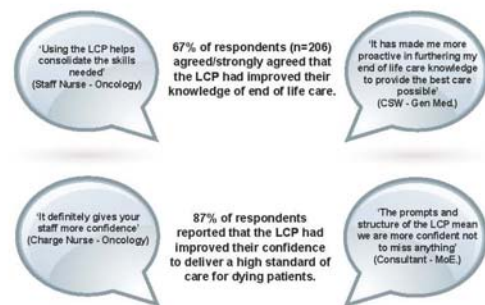 'Using the LCP helps
consolidate the skills
needed'
(Staff Nurse - Oncology)
67% of respondents (n=206)
agreed/strongly agreed that
the LCP had improved their
knowledge of end of life care.
'It has made me more
proactive in furthering my
end of life care knowledge
to provide the best care
possible'
(CSW - Gen Med.)
'It definitely gives your
staff more confidence'
(Charge Nurse - Oncology)
87% of respondents
reported that the LCP had
improved their confidence
to deliver a high standard of
care for dying patients.
'The prompts and
structure of the LCP mean
we are more confident not
to miss anything'
(Consultant - MoE.)